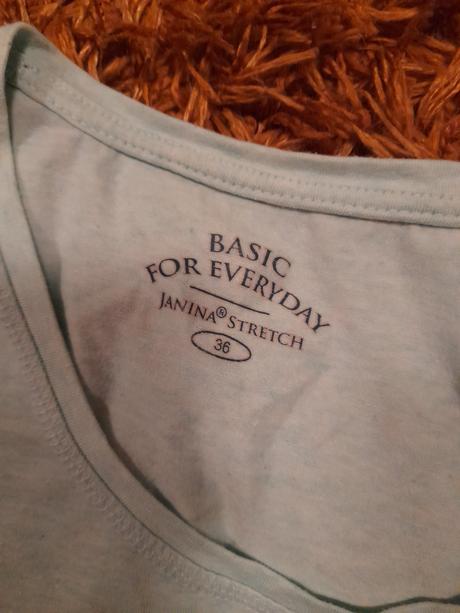 BASIC
FOR EVERYDAY
JANINA® STRETCH
36